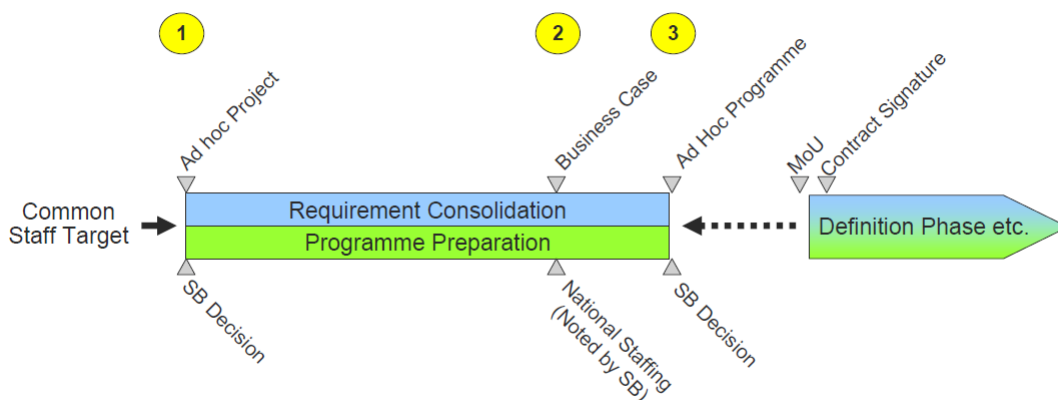 1
2
3
Ad hoc Project
Business Case
Ad Hoc Programme
MoU
Contract Signature
Common
Staff Target
Requirement Consolidation
Programme Preparation
Definition Phase etc.
SB Decision
National Staffing
(Noted by SB)
SB Decision